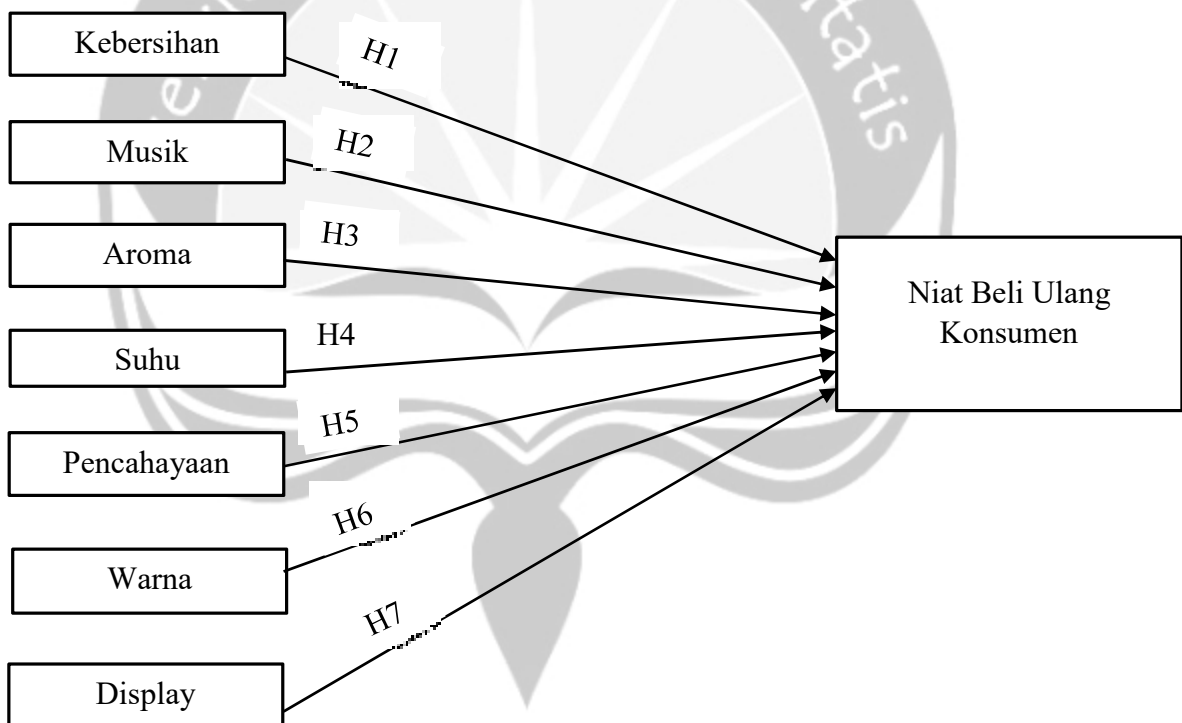 Kebersihan
H1
Musik
H2
Aroma
H3
Suhu
H4
Pencahayaan
H5
Warna
H6
Display
H7
Niat Beli Ulang
Konsumen